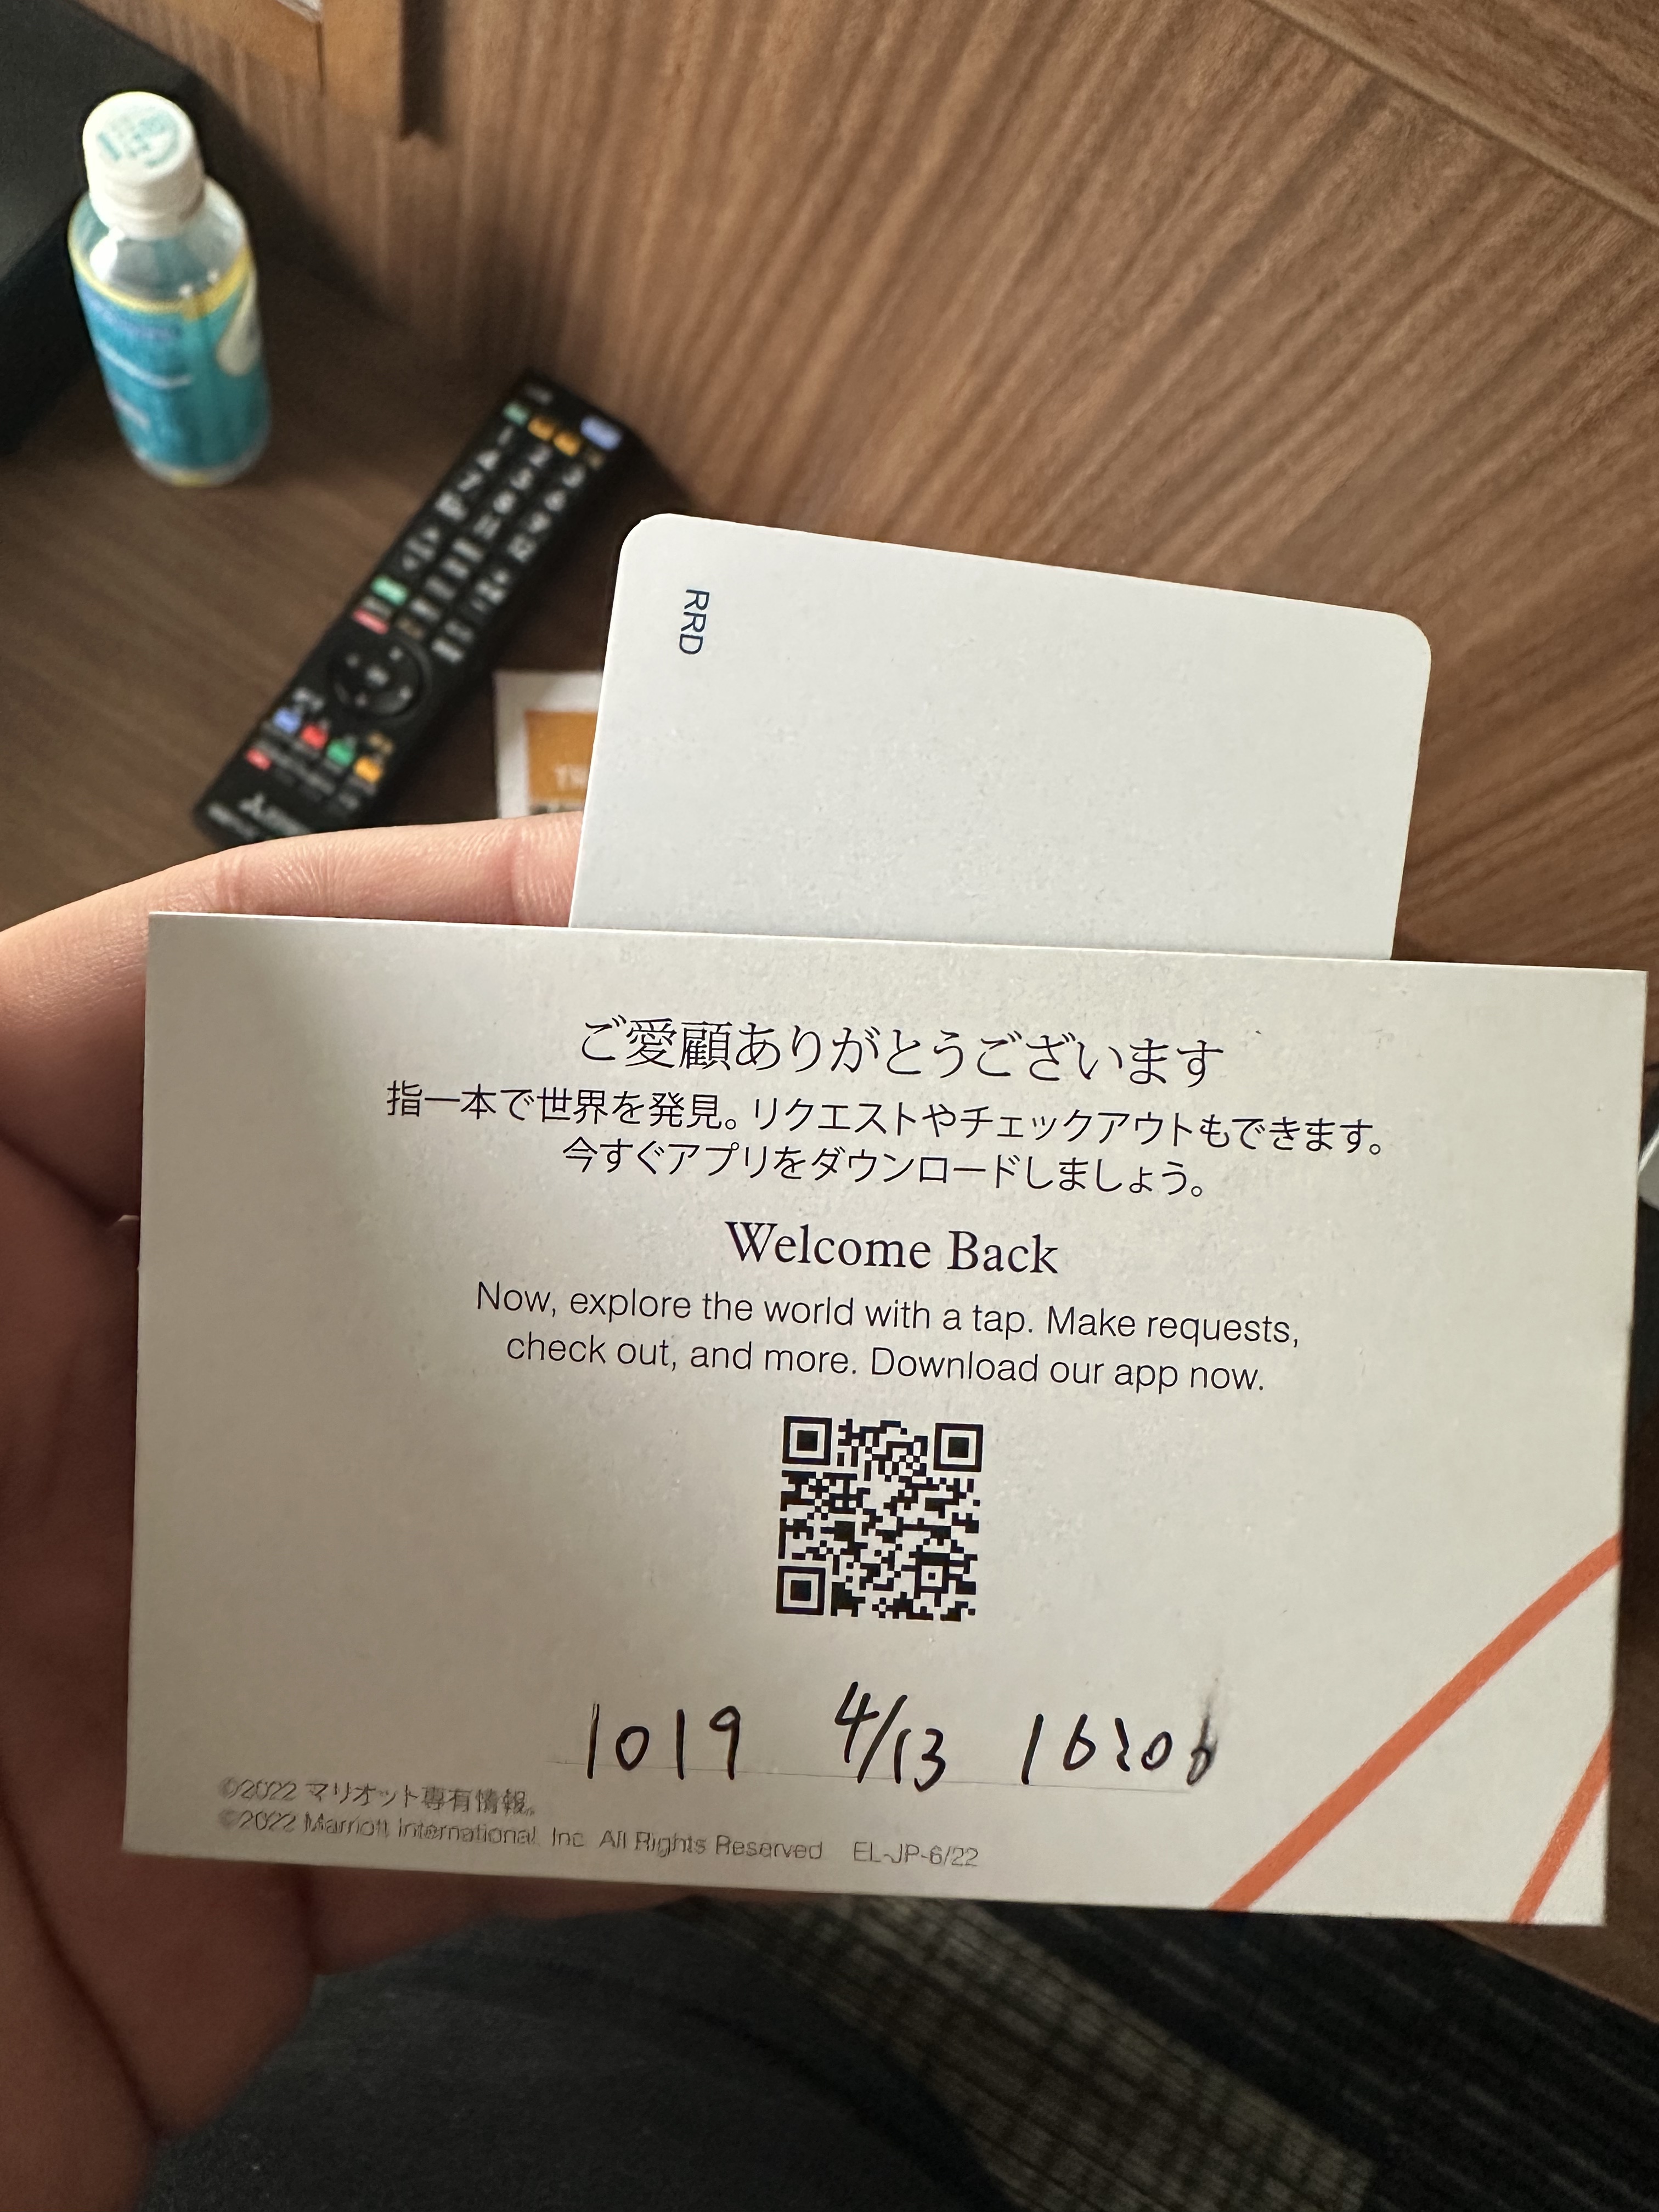 RRD
ご愛顧ありがとうございます
指一本で世界を発見。リクエストやチェックアウトもできます。
今すぐアプリをダウンロードしましょう。
Welcome Back
Now, explore the world with a tap. Make requests,
check out, and more. Download our app now.
1019 4/13
©2022 マリオット専有情報。
©2022 Marriott International, Inc. All Rights Reserved EL-JP-6/22